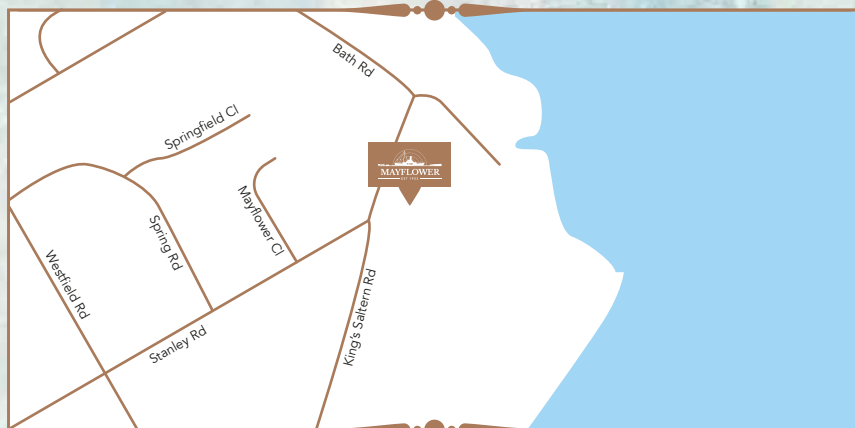 Bath Rd
Springfield Cl
MAYFLOWER
Mayflower Cl
Spring Rd
Westfield Rd
King's Saltern Rd
Stanley Rd